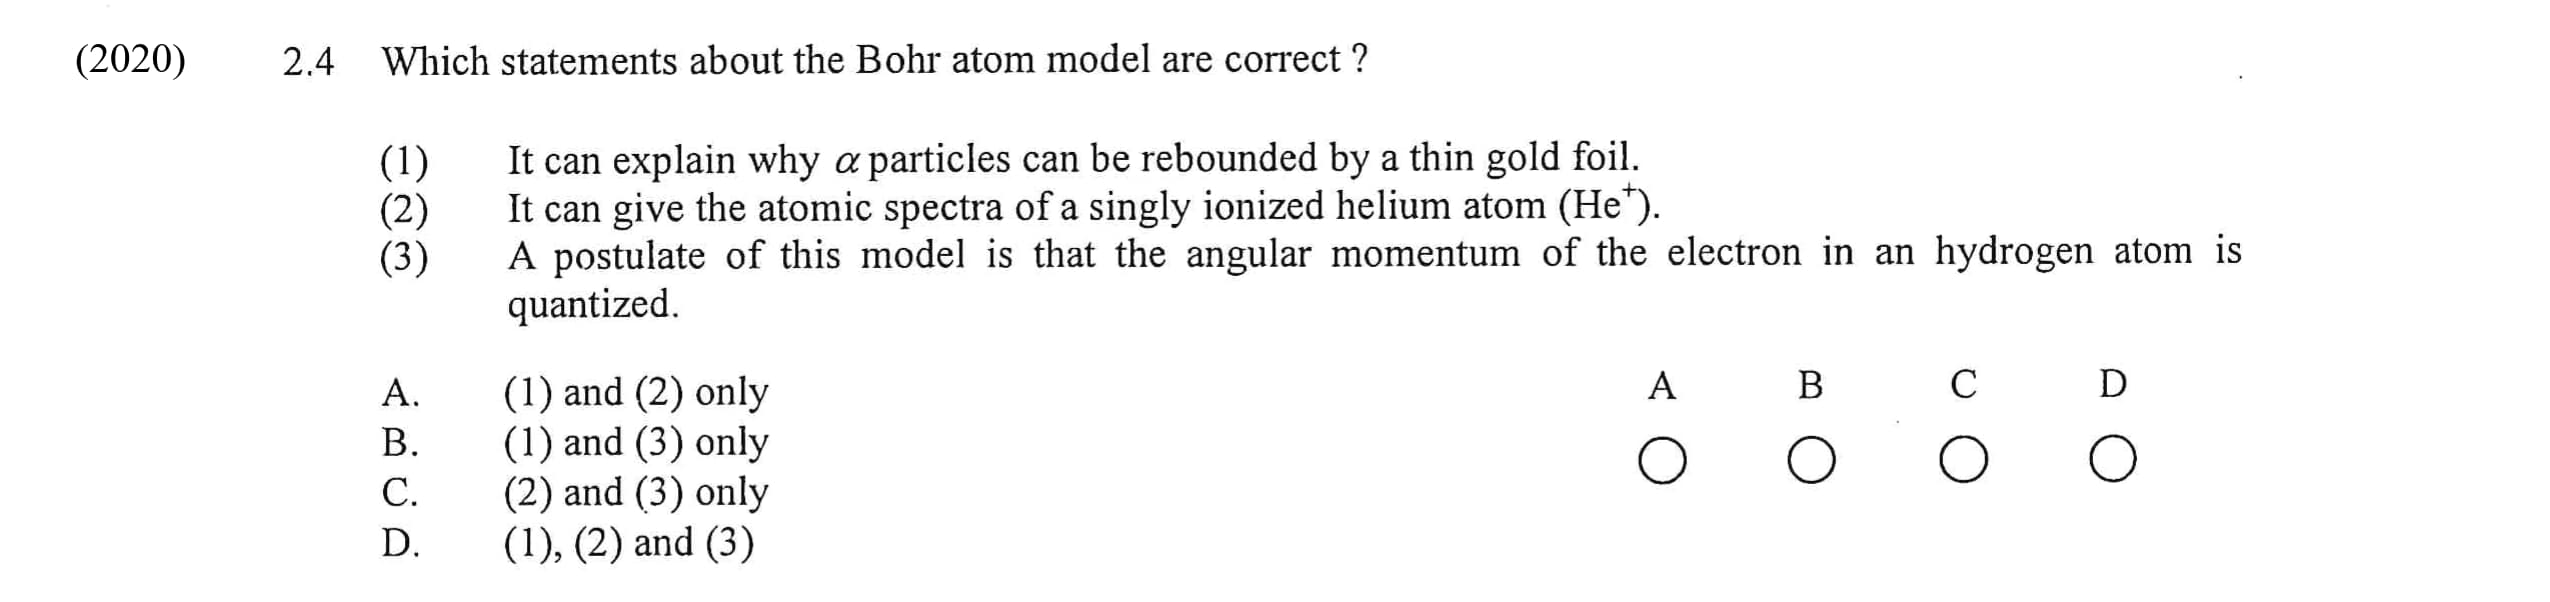 (2020) 2.4 Which statements about the Bohr atom model are correct ?
(1) It can explain why α particles can be rebounded by a thin gold foil.
(2) It can give the atomic spectra of a singly ionized helium atom (He⁺).
(3) A postulate of this model is that the angular momentum of the electron in an hydrogen atom is
quantized.
A. (1) and (2) only A B C D
B. (1) and (3) only
C. (2) and (3) only
D. (1), (2) and (3)